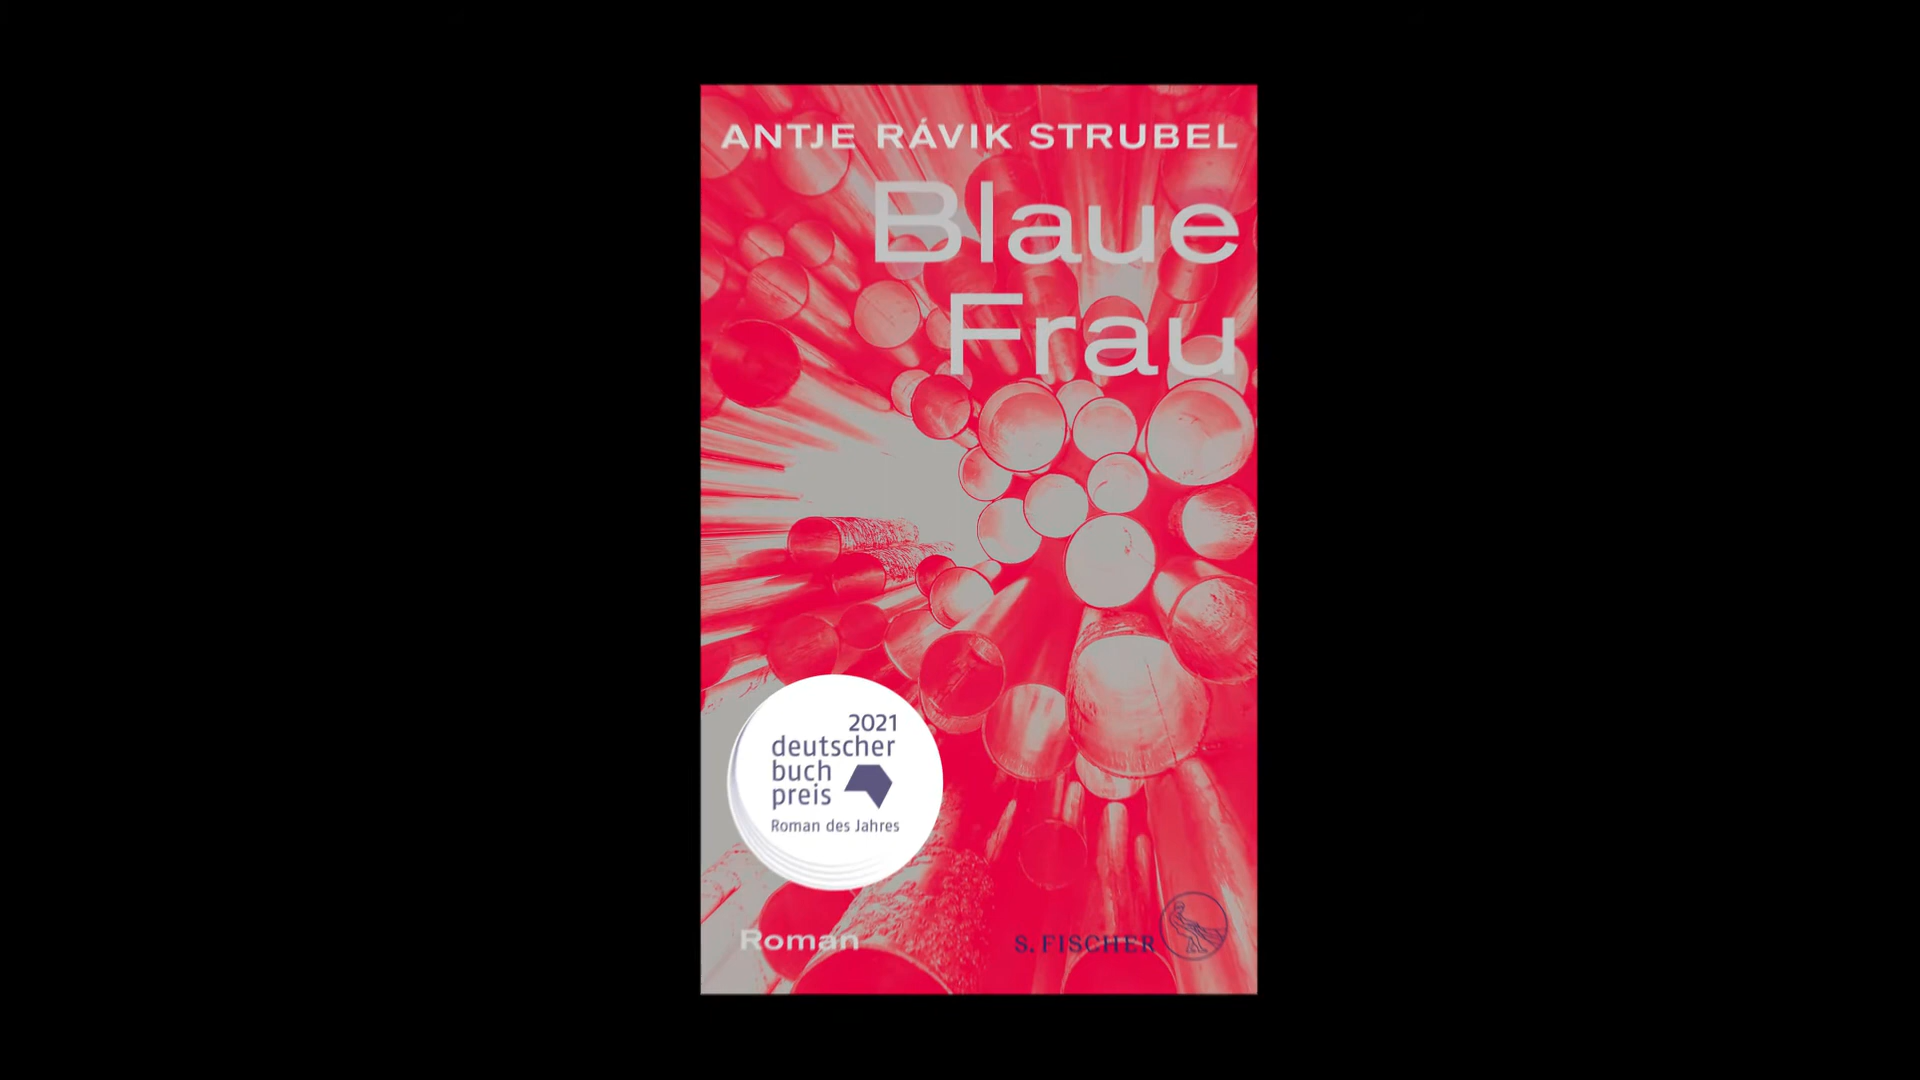 ANTJE RÁVIK STRUBEL
Blaue
Frau
2021
deutscher
buch
preis
Roman des Jahres
Roman
S. FISCHER